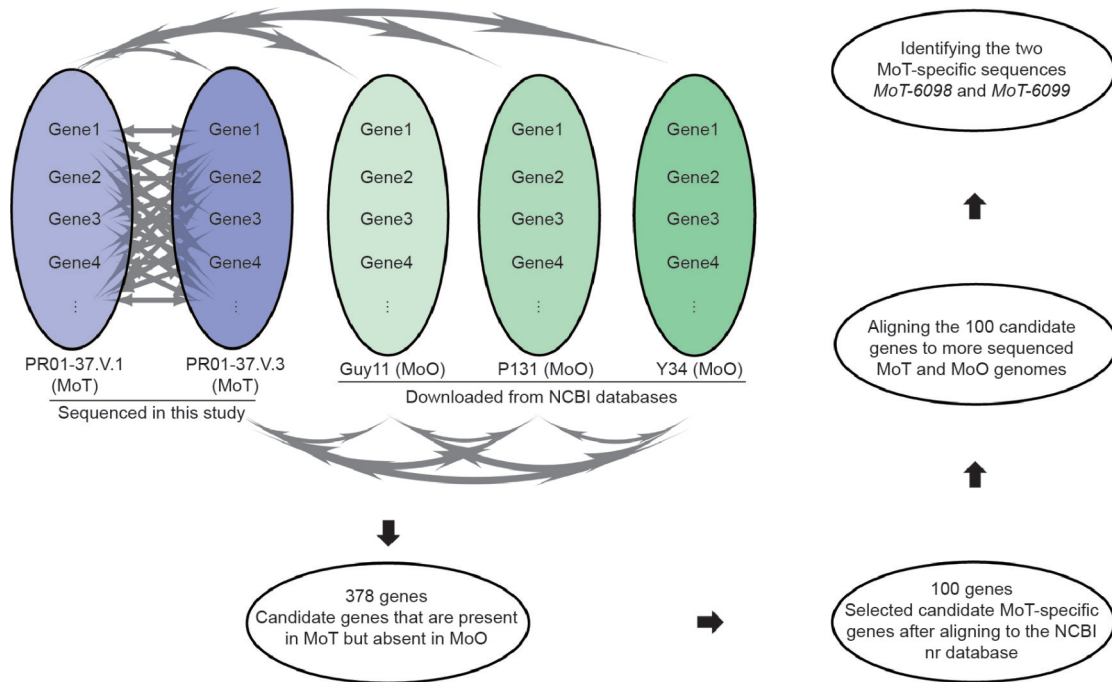 Gene1
Gene2
Gene3
Gene4
...
PR01-37.V.1
(MoT)
Gene1
Gene2
Gene3
Gene4
...
PR01-37.V.3
(MoT)
Sequenced in this study
Gene1
Gene2
Gene3
Gene4
...
Guy11 (MoO)
Gene1
Gene2
Gene3
Gene4
...
P131 (MoO)
Gene1
Gene2
Gene3
Gene4
...
Y34 (MoO)
Downloaded from NCBI databases
378 genes
Candidate genes that are present
in MoT but absent in MoO
100 genes
Selected candidate MoT-specific
genes after aligning to the NCBI
nr database
Aligning the 100 candidate
genes to more sequenced
MoT and MoO genomes
Identifying the two
MoT-specific sequences
MoT-6098 and MoT-6099